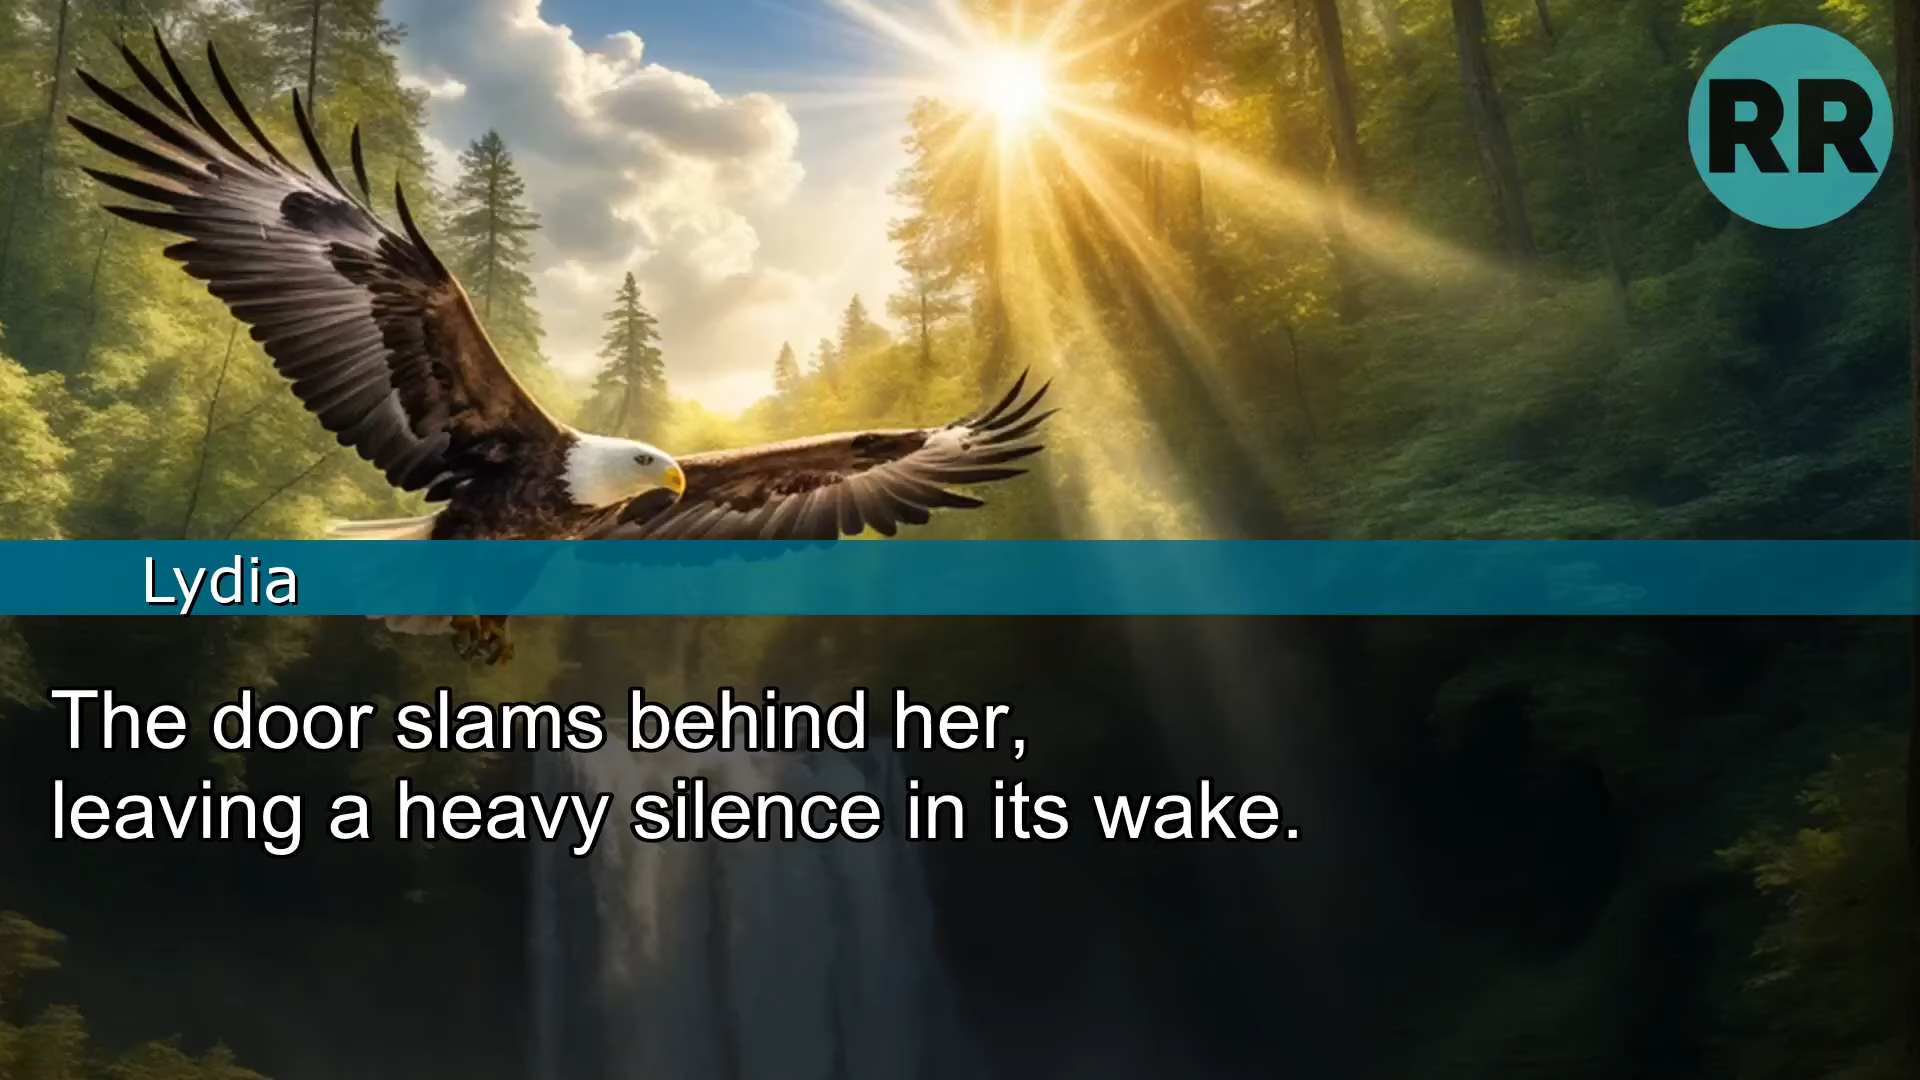 RR
Lydia
The door slams behind her,
leaving a heavy silence in its wake.